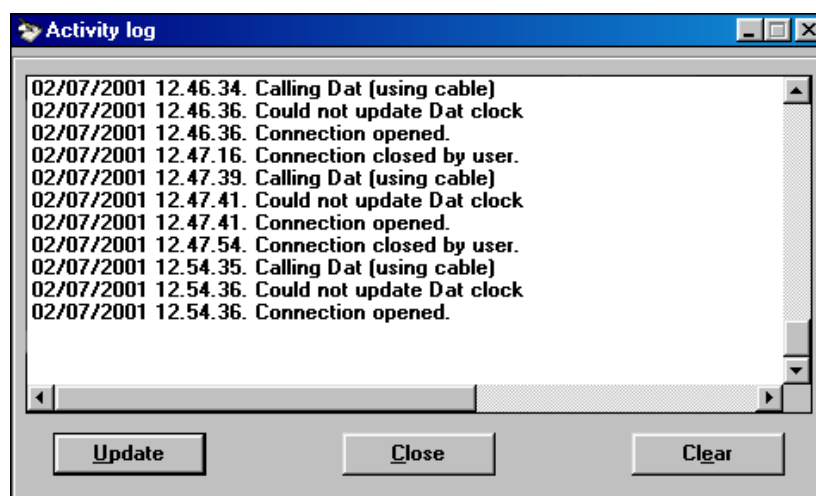 Activity log
02/07/2001 12.46.34. Calling Dat (using cable)
02/07/2001 12.46.36. Could not update Dat clock
02/07/2001 12.46.36. Connection opened.
02/07/2001 12.47.16. Connection closed by user.
02/07/2001 12.47.39. Calling Dat (using cable)
02/07/2001 12.47.41. Could not update Dat clock
02/07/2001 12.47.41. Connection opened.
02/07/2001 12.47.54. Connection closed by user.
02/07/2001 12.54.35. Calling Dat (using cable)
02/07/2001 12.54.36. Could not update Dat clock
02/07/2001 12.54.36. Connection opened.
Update Close Clear